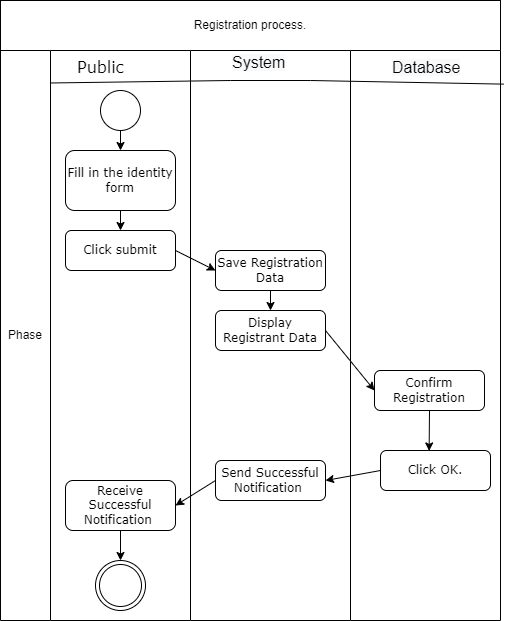 Registration process.
Public
System
Database
Phase
Fill in the identity
form
Click submit
Save Registration
Data
Display
Registrant Data
Confirm
Registration
Click OK.
Send Successful
Notification
Receive
Successful
Notification